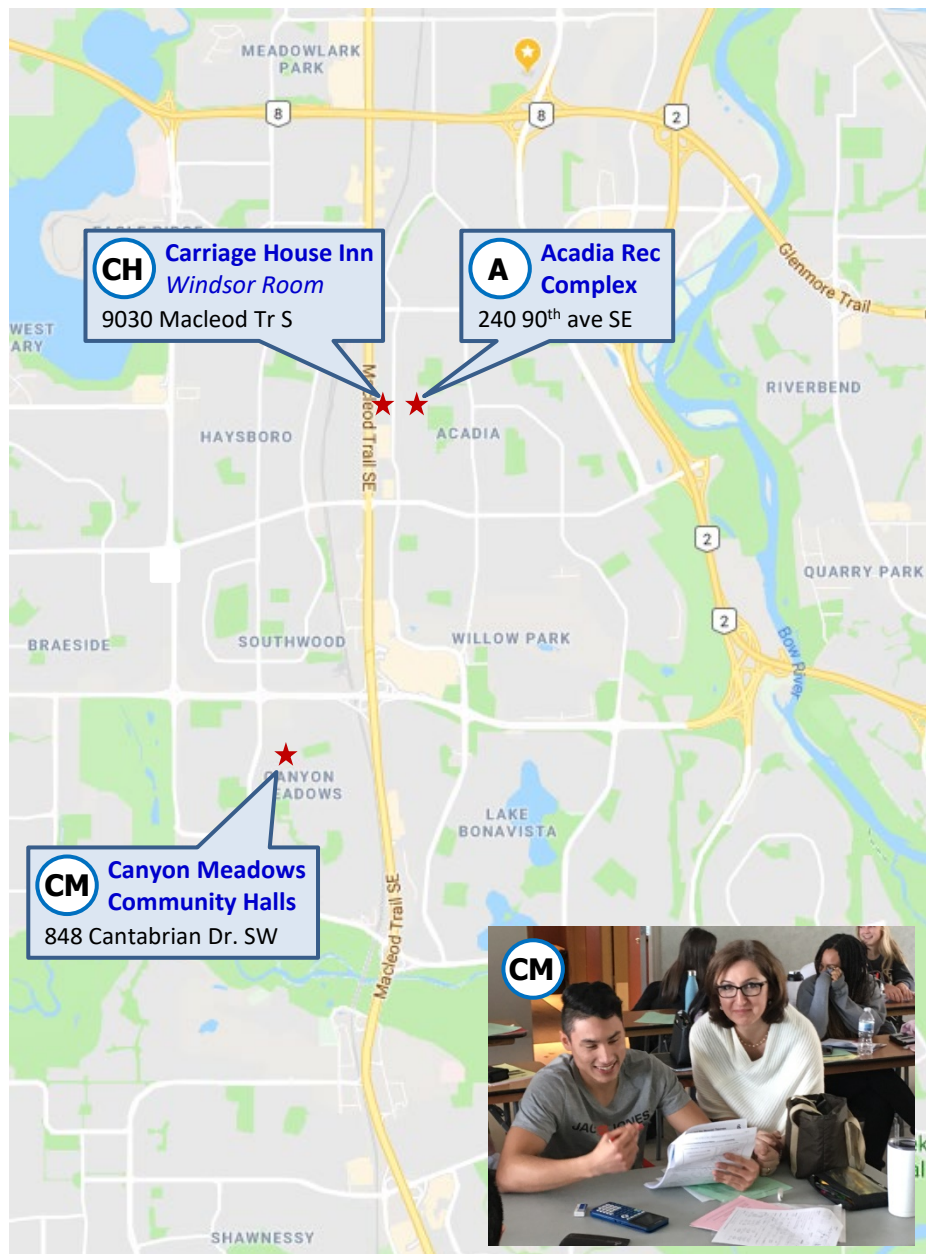 MEADOWLARK
PARK
8
8
2
CH
Carriage House Inn
Windsor Room
9030 Macleod Tr S
A
Acadia Rec
Complex
240 90th ave SE
Glenmore Trail
WEST
ARY
Macleod Trail SE
RIVERBEND
HAYSBORO
ACADIA
2
QUARRY PARK
2
BRAESIDE
SOUTHWOOD
WILLOW PARK
Bow River
CANYON
EADOWS
LAKE
BONAVISTA
CM
Canyon Meadows
Community Halls
848 Cantabrian Dr. SW
Macleod Trail SE
CM
SHAWNESSY